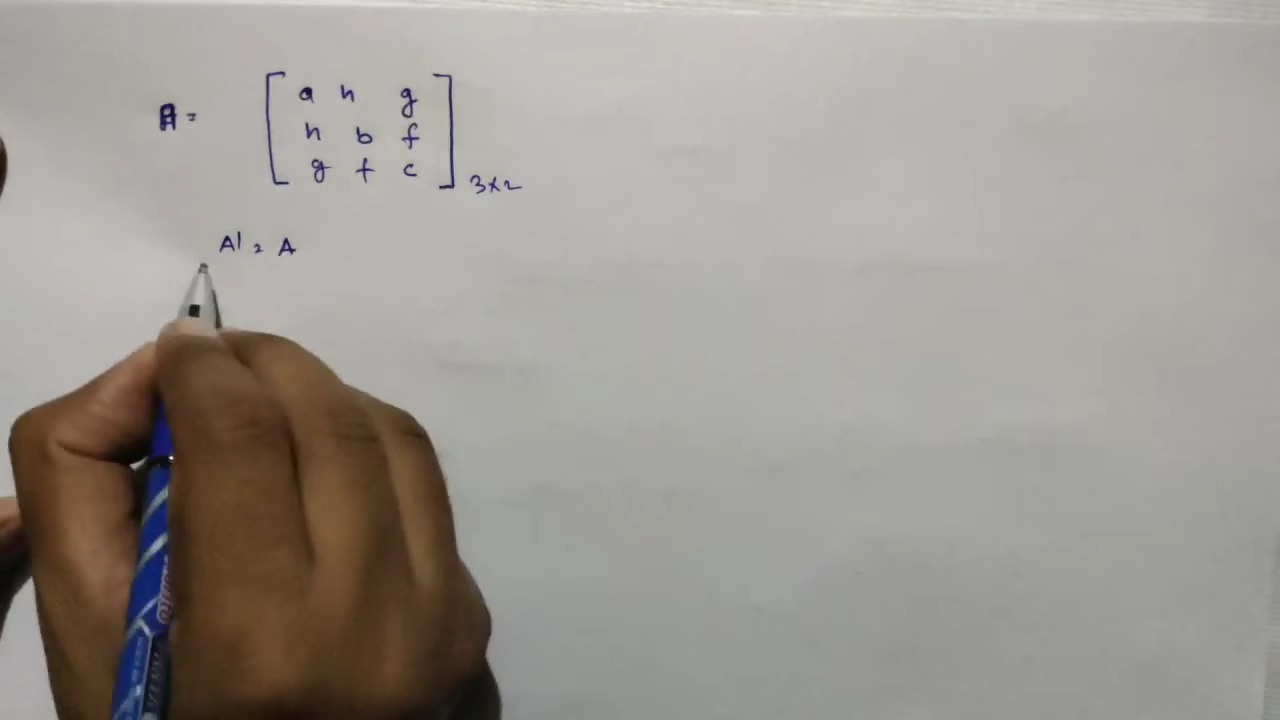 A = [ a h g
h b f
g f c ] 3×2
A' = A